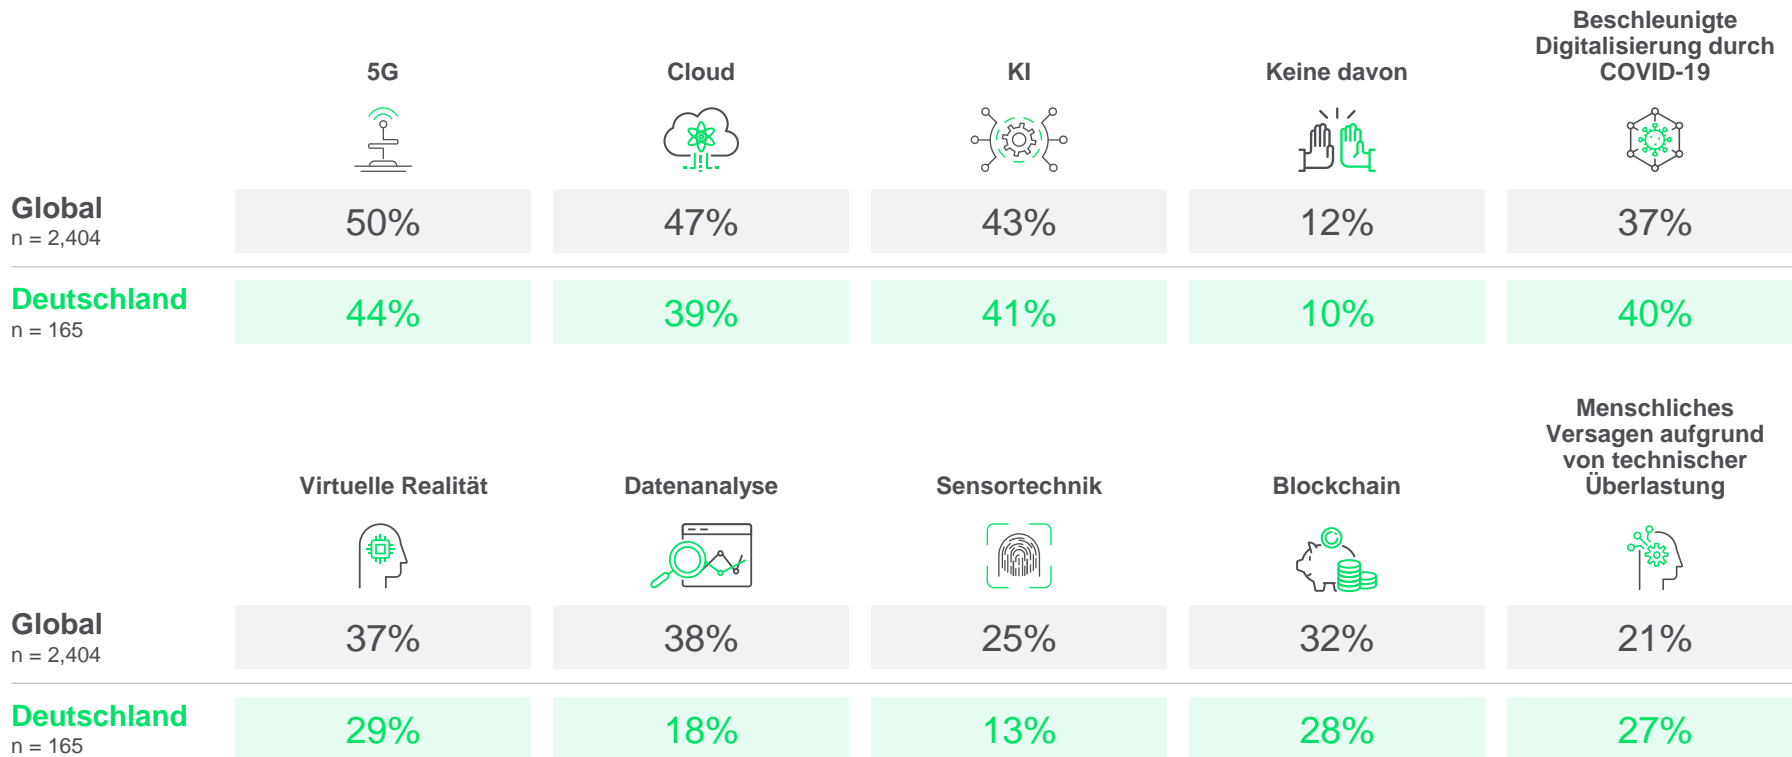 5G
Cloud
KI
Keine davon
Beschleunigte
Digitalisierung durch
COVID-19
Global
n = 2,404
50%
47%
43%
12%
37%
Deutschland
n = 165
44%
39%
41%
10%
40%
Virtuelle Realität
Datenanalyse
Sensortechnik
Blockchain
Menschliches
Versagen aufgrund
von technischer
Überlastung
Global
n = 2,404
37%
38%
25%
32%
21%
Deutschland
n = 165
29%
18%
13%
28%
27%